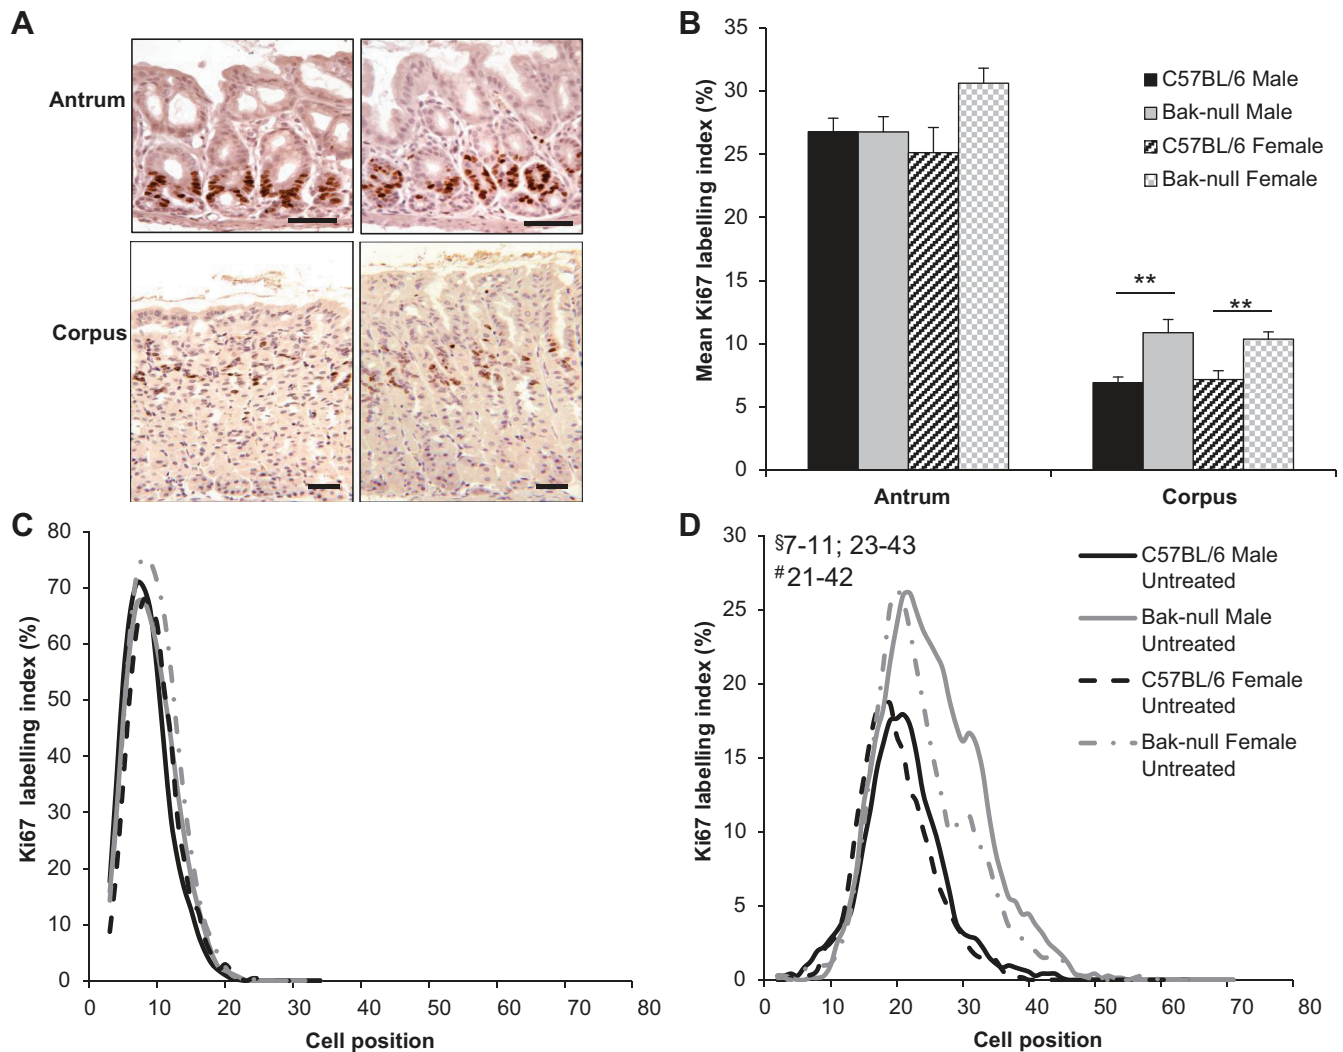 A
Antrum
Corpus
B
Mean Ki67 labelling index (%)
35
30
25
20
15
10
5
0
**
**
Antrum
Corpus
C57BL/6 Male
Bak-null Male
C57BL/6 Female
Bak-null Female
C
Ki67 labelling index (%)
80
70
60
50
40
30
20
10
0
0 10 20 30 40 50 60 70 80
Cell position
D
Ki67 labelling index (%)
30
25
20
15
10
5
0
§7-11; 23-43
#21-42
C57BL/6 Male
Untreated
Bak-null Male
Untreated
C57BL/6 Female
Untreated
Bak-null Female
Untreated
0 10 20 30 40 50 60 70 80
Cell position